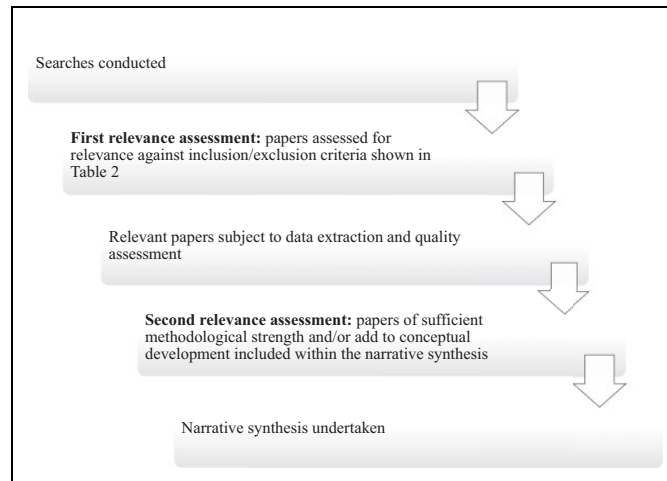 Searches conducted
First relevance assessment: papers assessed for
relevance against inclusion/exclusion criteria shown in
Table 2
Relevant papers subject to data extraction and quality
assessment
Second relevance assessment: papers of sufficient
methodological strength and/or add to conceptual
development included within the narrative synthesis
Narrative synthesis undertaken